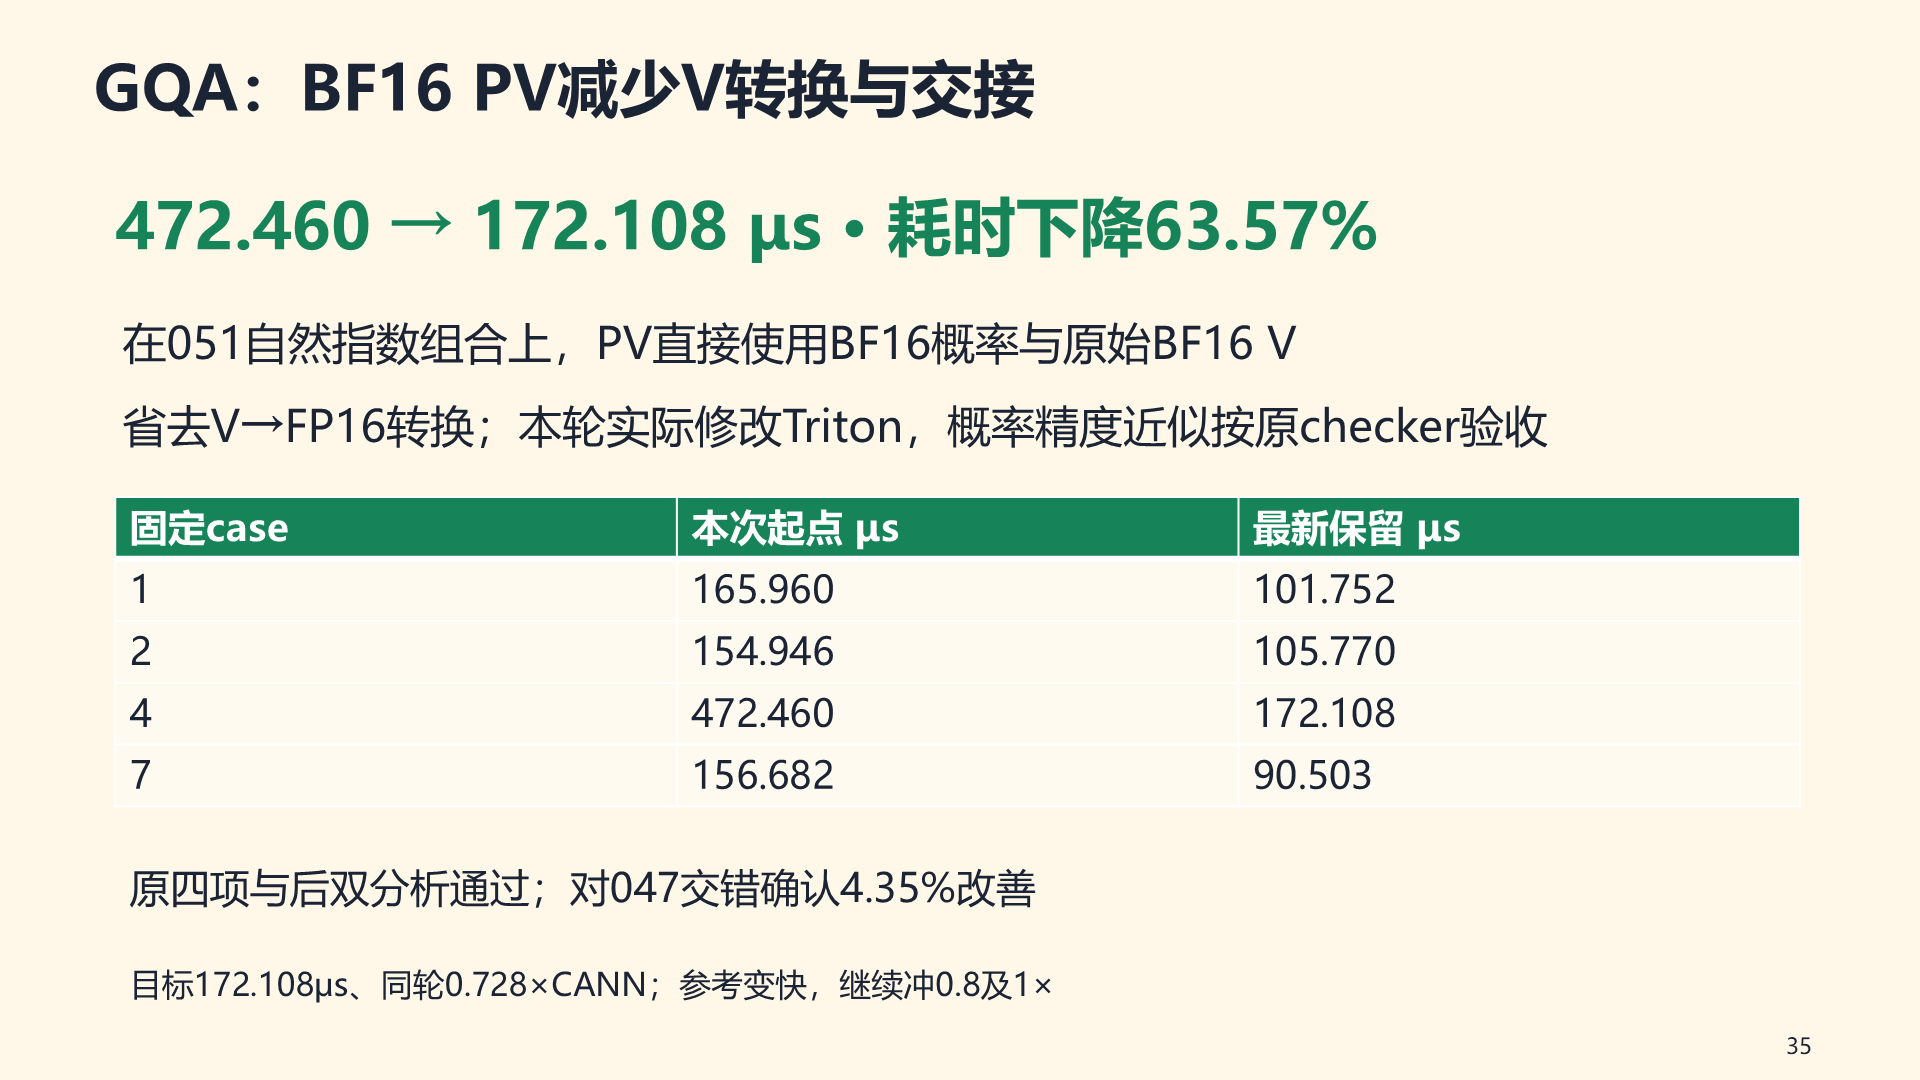 GQA：BF16 PV减少V转换与交接
472.460 → 172.108 µs • 耗时下降63.57%
在051自然指数组合上，PV直接使用BF16概率与原始BF16 V
省去V→FP16转换；本轮实际修改Triton，概率精度近似按原checker验收
固定case 本次起点 µs 最新保留 µs
1 165.960 101.752
2 154.946 105.770
4 472.460 172.108
7 156.682 90.503
原四项与后双分析通过；对047交错确认4.35%改善
目标172.108µs、同轮0.728×CANN；参考变快，继续冲0.8及1×
35